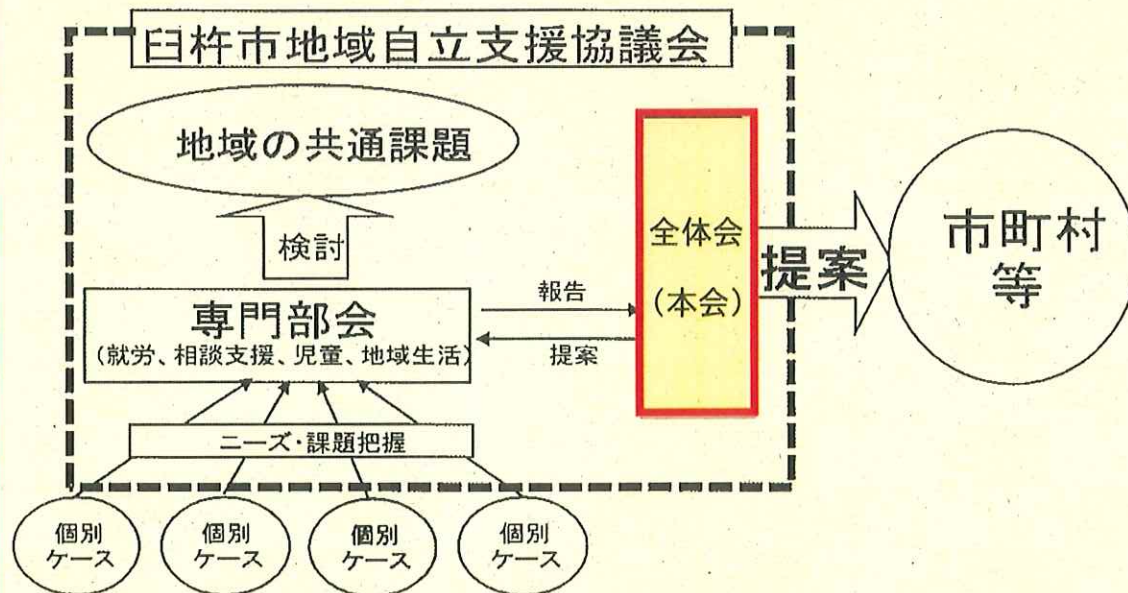 臼杵市地域自立支援協議会
地域の共通課題
検討
専門部会
(就労、相談支援、児童、地域生活)
報告
提案
全体会
(本会)
提案
市町村
等
ニーズ・課題把握
個別
ケース
個別
ケース
個別
ケース
個別
ケース